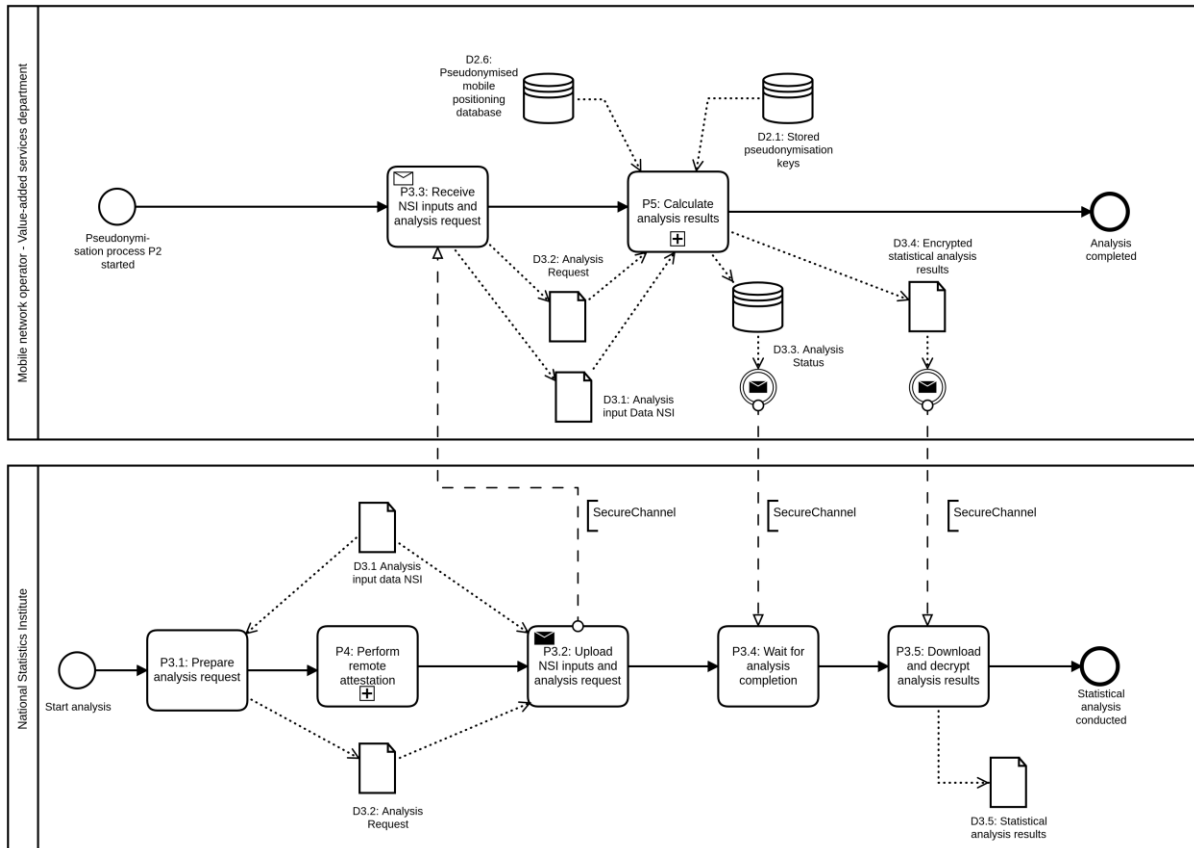 Mobile network operator - Value-added services department
D2.6:
Pseudonymised
mobile
positioning
database
D2.1: Stored
pseudonymisation
keys
P3.3: Receive
NSI inputs and
analysis request
P5: Calculate
analysis results
Pseudonymi-
sation process P2
started
Analysis
completed
D3.2: Analysis
Request
D3.4: Encrypted
statistical analysis
results
D3.3. Analysis
Status
D3.1: Analysis
input Data NSI
National Statistics Institute
SecureChannel
SecureChannel
SecureChannel
D3.1 Analysis
input data NSI
P3.1: Prepare
analysis request
P4: Perform
remote
attestation
P3.2: Upload
NSI inputs and
analysis request
P3.4: Wait for
analysis
completion
P3.5: Download
and decrypt
analysis results
Start analysis
Statistical
analysis
conducted
D3.2: Analysis
Request
D3.5: Statistical
analysis results